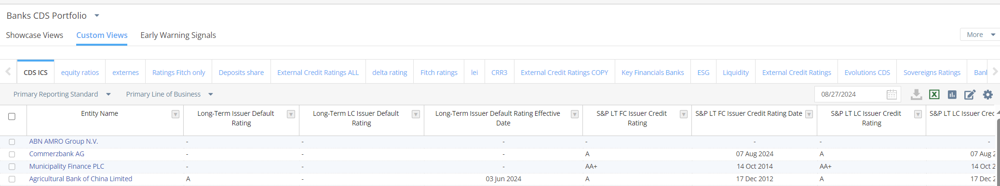 Banks CDS Portfolio
Showcase Views Custom Views Early Warning Signals More
CDS ICS equity ratios externes Ratings Fitch only Deposits share External Credit Ratings ALL delta rating Fitch ratings lei CRR3 External Credit Ratings COPY Key Financials Banks ESG Liquidity External Credit Ratings Evolutions CDS Sovereigns Ratings Banl
Primary Reporting Standard Primary Line of Business 08/27/2024
Entity Name Long-Term Issuer Default Rating Long-Term LC Issuer Default Rating Long-Term Issuer Default Rating Effective Date S&P LT FC Issuer Credit Rating S&P LT FC Issuer Credit Rating Date S&P LT LC Issuer Credit Rating S&P LT LC Issuer Cred
ABN AMRO Group N.V. - - - - - - -
Commerzbank AG - - - A 07 Aug 2024 A 07 Aug 2
Municipality Finance PLC - - - AA+ 14 Oct 2014 AA+ 14 Oct 2
Agricultural Bank of China Limited A - 03 Jun 2024 A 17 Dec 2012 A 17 Dec 2